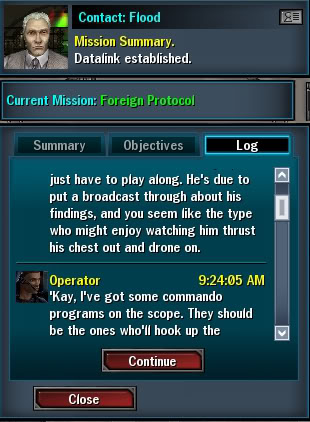 Contact: Flood
Mission Summary.
Datalink established.
Current Mission: Foreign Protocol
Summary
Objectives
Log
just have to play along. He's due to
put a broadcast through about his
findings, and you seem like the type
who might enjoy watching him thrust
his chest out and drone on.
Operator
9:24:05 AM
'Kay, I've got some commando
programs on the scope. They should
be the ones who'll hook up the
Continue
Close